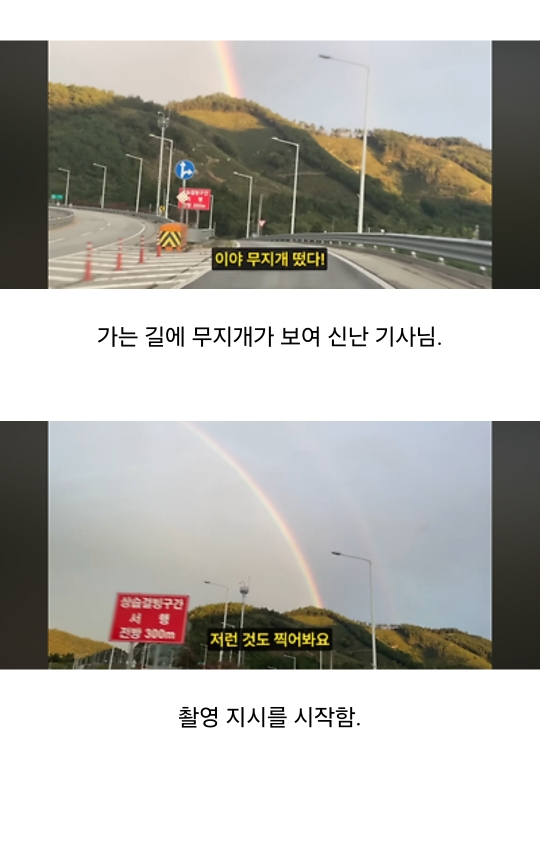 이야 무지개 떴다!
가는 길에 무지개가 보여 신난 기사님.
상습결빙구간
서 행
전방 300m
저런 것도 찍어봐요
촬영 지시를 시작함.